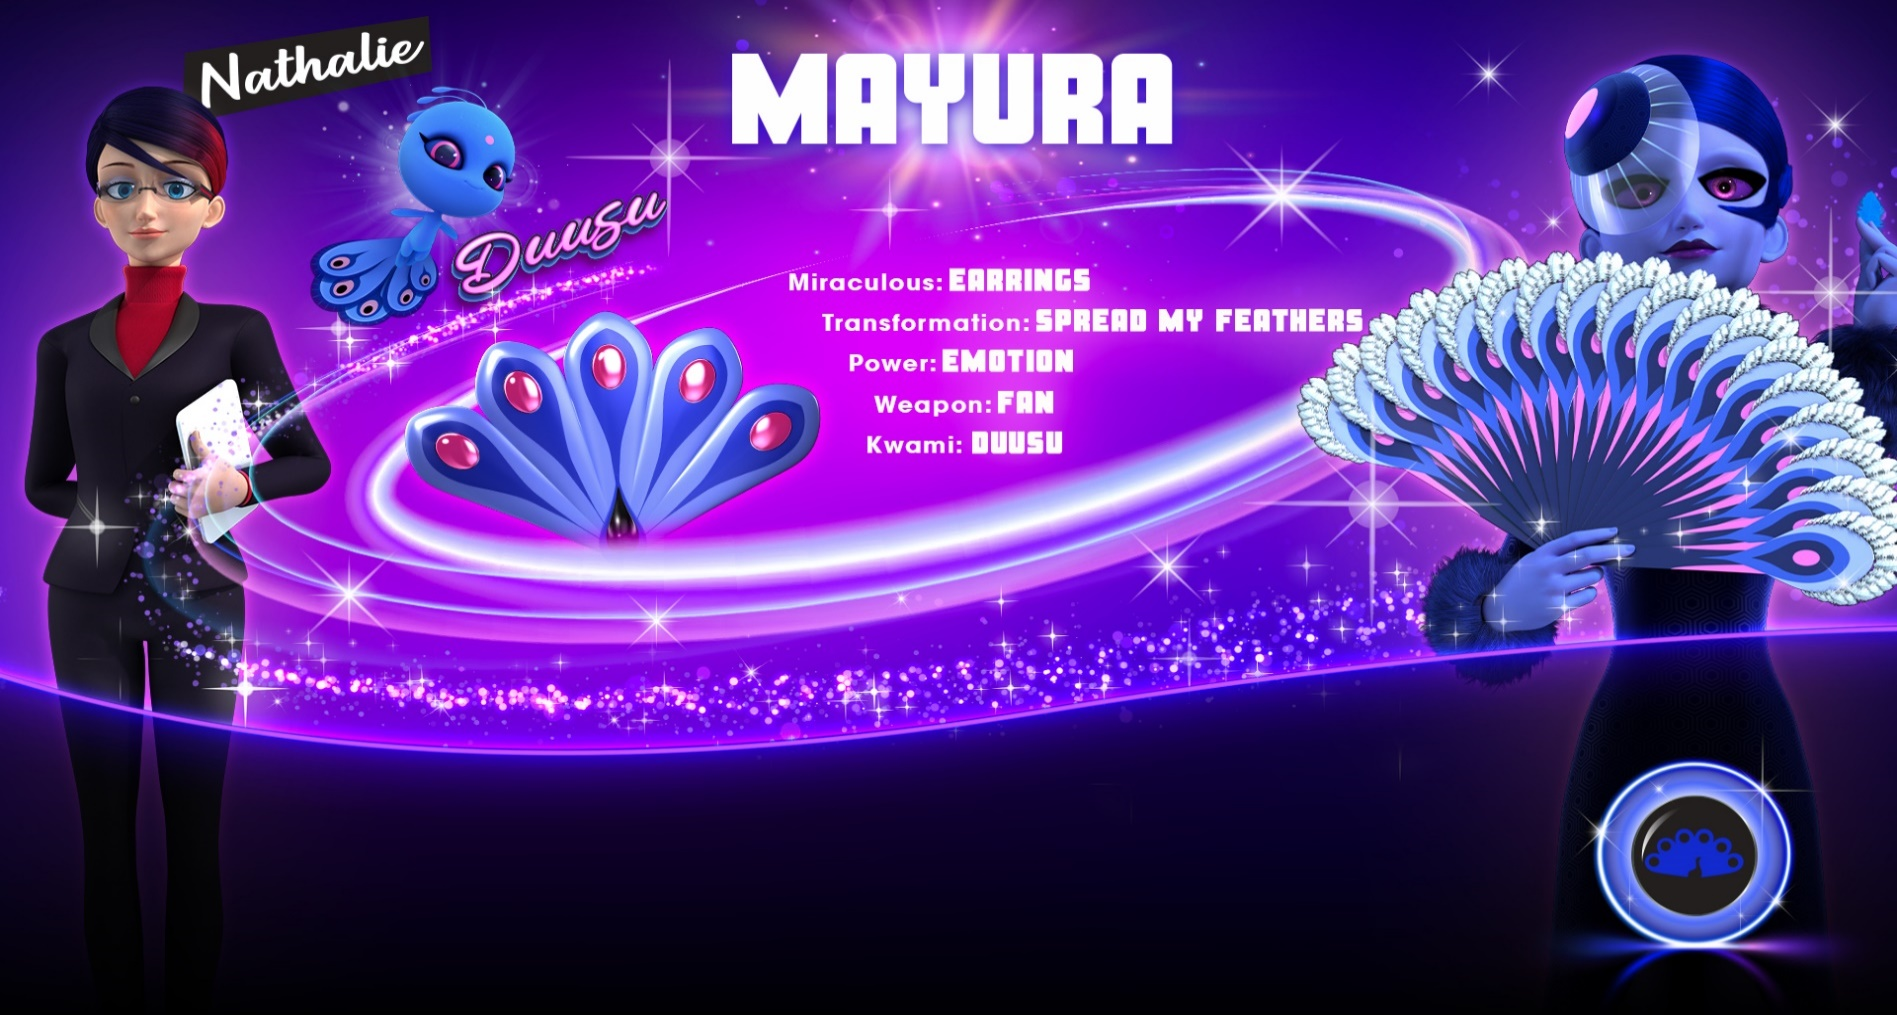 Nathalie
MAYURA
Duusu
Miraculous: EARRINGS
Transformation: SPREAD MY FEATHERS
Power: EMOTION
Weapon: FAN
Kwami: DUUSU